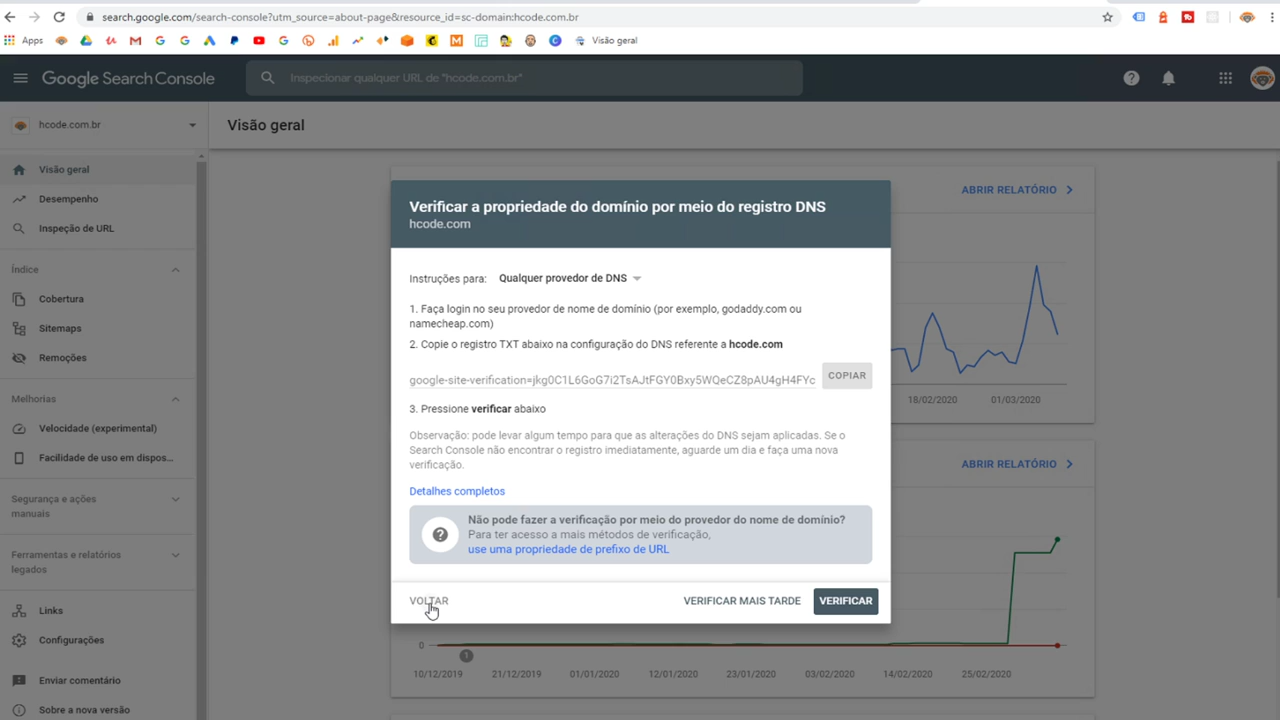 search.google.com/search-console?utm_source=about-page&resource_id=sc-domain:hcode.com.br
Apps
Visão geral
Google Search Console
Inspecionar qualquer URL de "hcode.com.br"
hcode.com.br
Visão geral
Visão geral
Desempenho
Inspeção de URL
Índice
Cobertura
Sitemaps
Remoções
Melhorias
Velocidade (experimental)
Facilidade de uso em dispos...
Segurança e ações
manuais
Ferramentas e relatórios
legados
Links
Configurações
Enviar comentário
Sobre a nova versão
ABRIR RELATÓRIO
18/02/2020
01/03/2020
ABRIR RELATÓRIO
Verificar a propriedade do domínio por meio do registro DNS
hcode.com
Instruções para: Qualquer provedor de DNS
1. Faça login no seu provedor de nome de domínio (por exemplo, godaddy.com ou
namecheap.com)
2. Copie o registro TXT abaixo na configuração do DNS referente a hcode.com
google-site-verification=jkg0C1L6GoG7i2TsAJtFGY0Bxy5WQeCZ8pAU4gH4FYc
COPIAR
3. Pressione verificar abaixo
Observação: pode levar algum tempo para que as alterações do DNS sejam aplicadas. Se o
Search Console não encontrar o registro imediatamente, aguarde um dia e faça uma nova
verificação.
Detalhes completos
Não pode fazer a verificação por meio do provedor do nome de domínio?
Para ter acesso a mais métodos de verificação,
use uma propriedade de prefixo de URL
VOLTAR
VERIFICAR MAIS TARDE
VERIFICAR
0
1
10/12/2019
21/12/2019
01/01/2020
12/01/2020
23/01/2020
03/02/2020
14/02/2020
25/02/2020